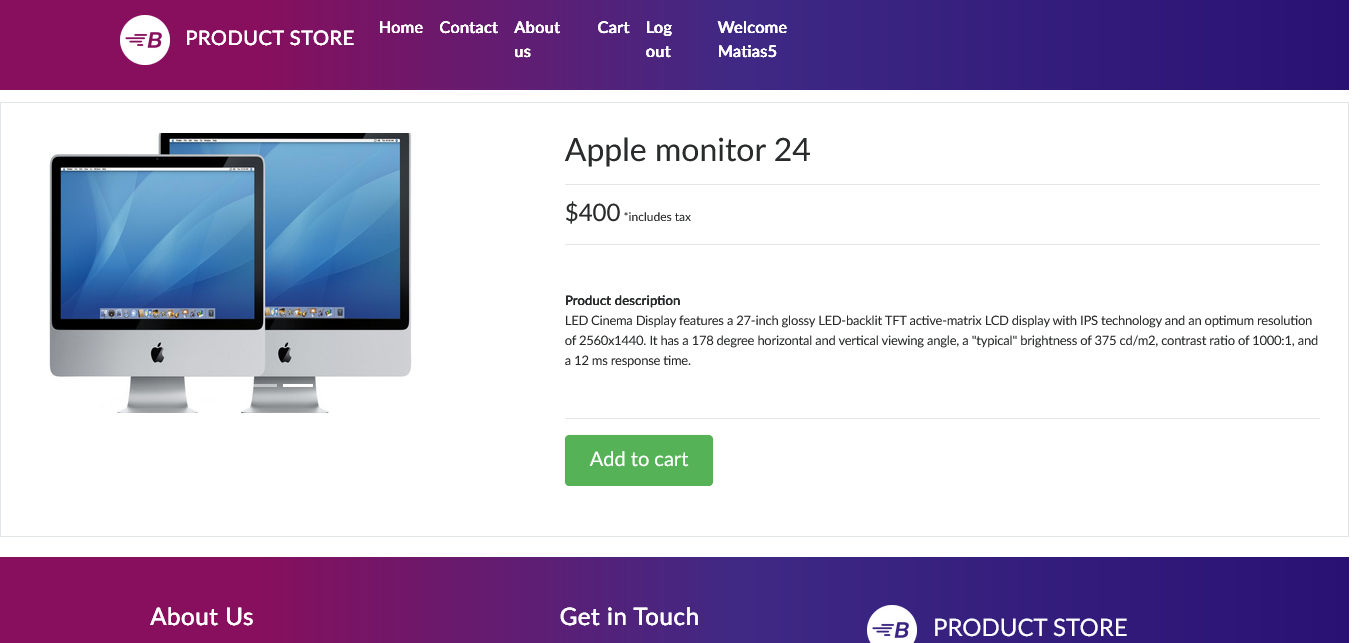 B PRODUCT STORE Home Contact About us Cart Log out Welcome Matias5
Apple monitor 24
$400 *includes tax
Product description
LED Cinema Display features a 27-inch glossy LED-backlit TFT active-matrix LCD display with IPS technology and an optimum resolution
of 2560x1440. It has a 178 degree horizontal and vertical viewing angle, a "typical" brightness of 375 cd/m2, contrast ratio of 1000:1, and
a 12 ms response time.
Add to cart
About Us
Get in Touch
B PRODUCT STORE